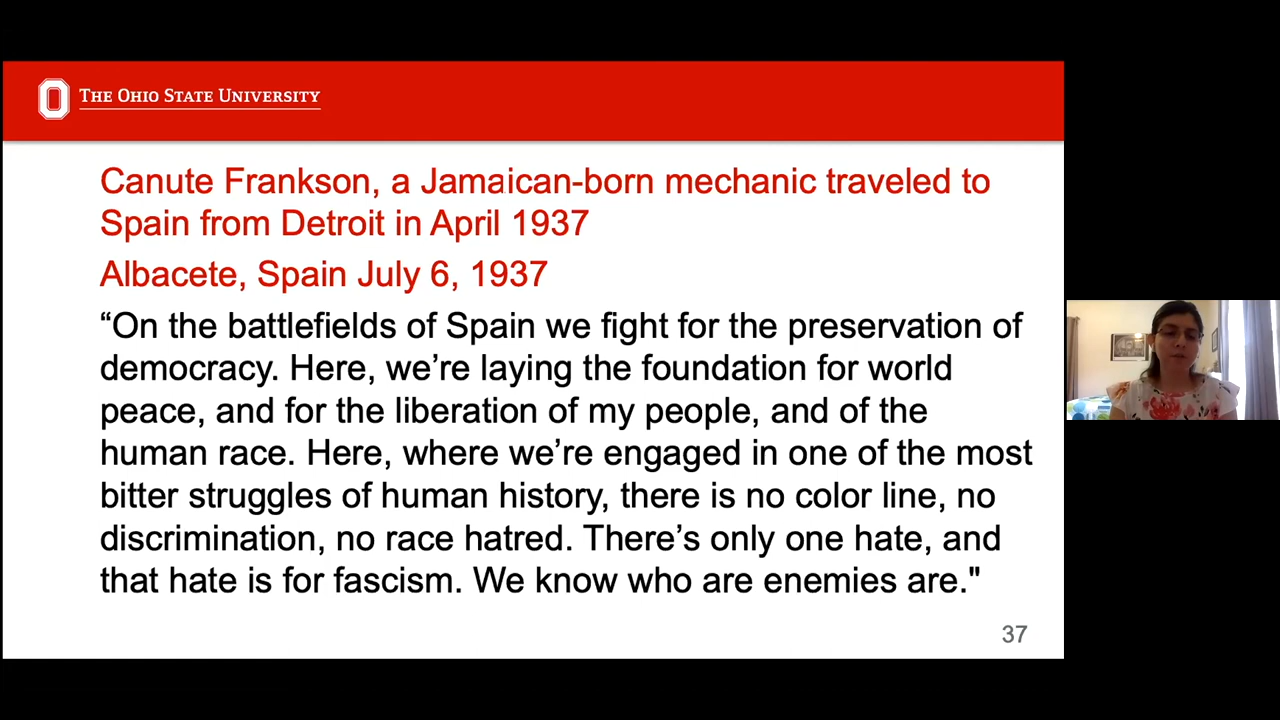 THE OHIO STATE UNIVERSITY
Canute Frankson, a Jamaican-born mechanic traveled to
Spain from Detroit in April 1937
Albacete, Spain July 6, 1937
“On the battlefields of Spain we fight for the preservation of
democracy. Here, we’re laying the foundation for world
peace, and for the liberation of my people, and of the
human race. Here, where we’re engaged in one of the most
bitter struggles of human history, there is no color line, no
discrimination, no race hatred. There’s only one hate, and
that hate is for fascism. We know who are enemies are."
37